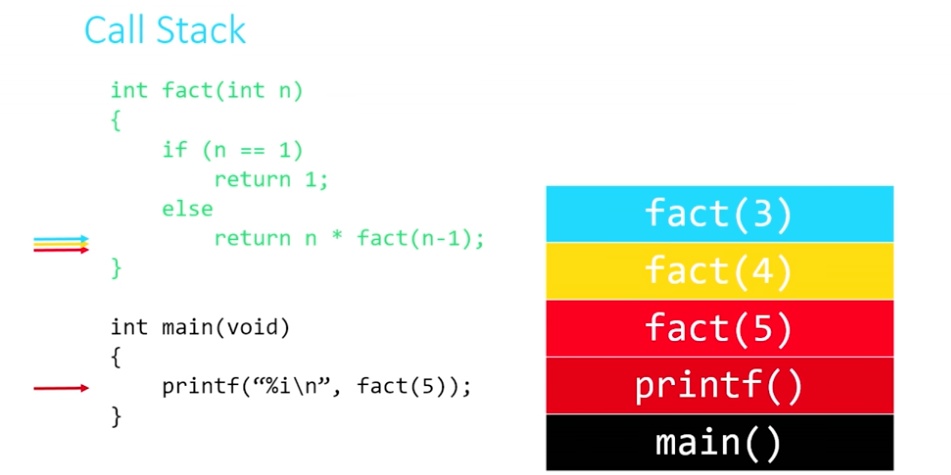 Call Stack
int fact(int n)
{
    if (n == 1)
        return 1;
    else
        return n * fact(n-1);
}
int main(void)
{
    printf(“%i\n”, fact(5));
}
fact(3)
fact(4)
fact(5)
printf()
main()